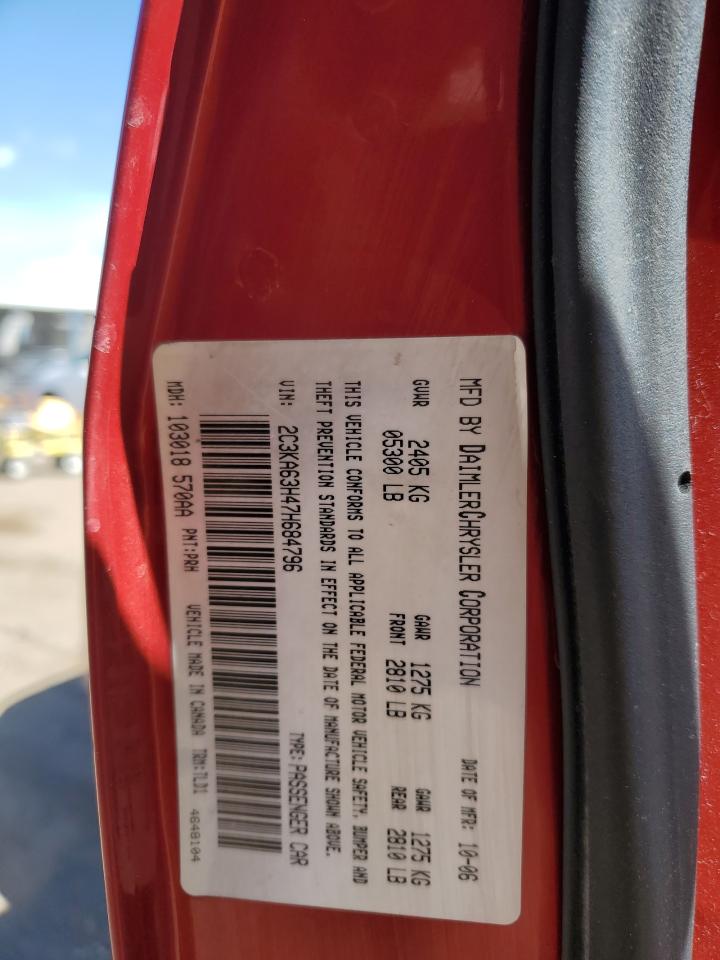 MFD BY DAIMLERCHRYSLER CORPORATION DATE OF MFR: 10-06
GVWR 2405 KG GAWR 1275 KG GAWR 1275 KG
05300 LB FRONT 2810 LB REAR 2810 LB
THIS VEHICLE CONFORMS TO ALL APPLICABLE FEDERAL MOTOR VEHICLE SAFETY, BUMPER AND
THEFT PREVENTION STANDARDS IN EFFECT ON THE DATE OF MANUFACTURE SHOWN ABOVE.
VIN: 2C3KA63H47H684796 TYPE: PASSENGER CAR
MDH: 103018 570AA PNT:PRH VEHICLE MADE IN CANADA TRM:TLD1 4648104